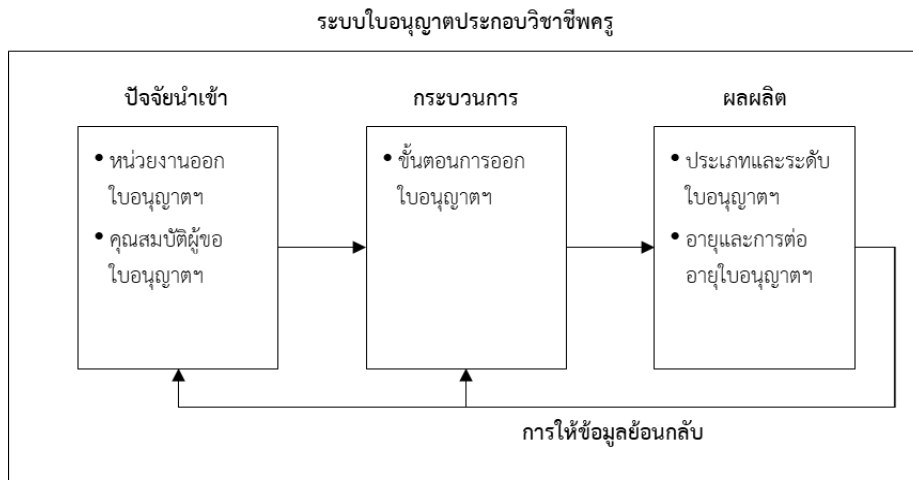 ระบบใบอนุญาตประกอบวิชาชีพครู
ปัจจัยนำเข้า
• หน่วยงานออก
ใบอนุญาตฯ
• คุณสมบัติผู้ขอ
ใบอนุญาตฯ
กระบวนการ
• ขั้นตอนการออก
ใบอนุญาตฯ
ผลผลิต
• ประเภทและระดับ
ใบอนุญาตฯ
• อายุและการต่อ
อายุใบอนุญาตฯ
การให้ข้อมูลย้อนกลับ